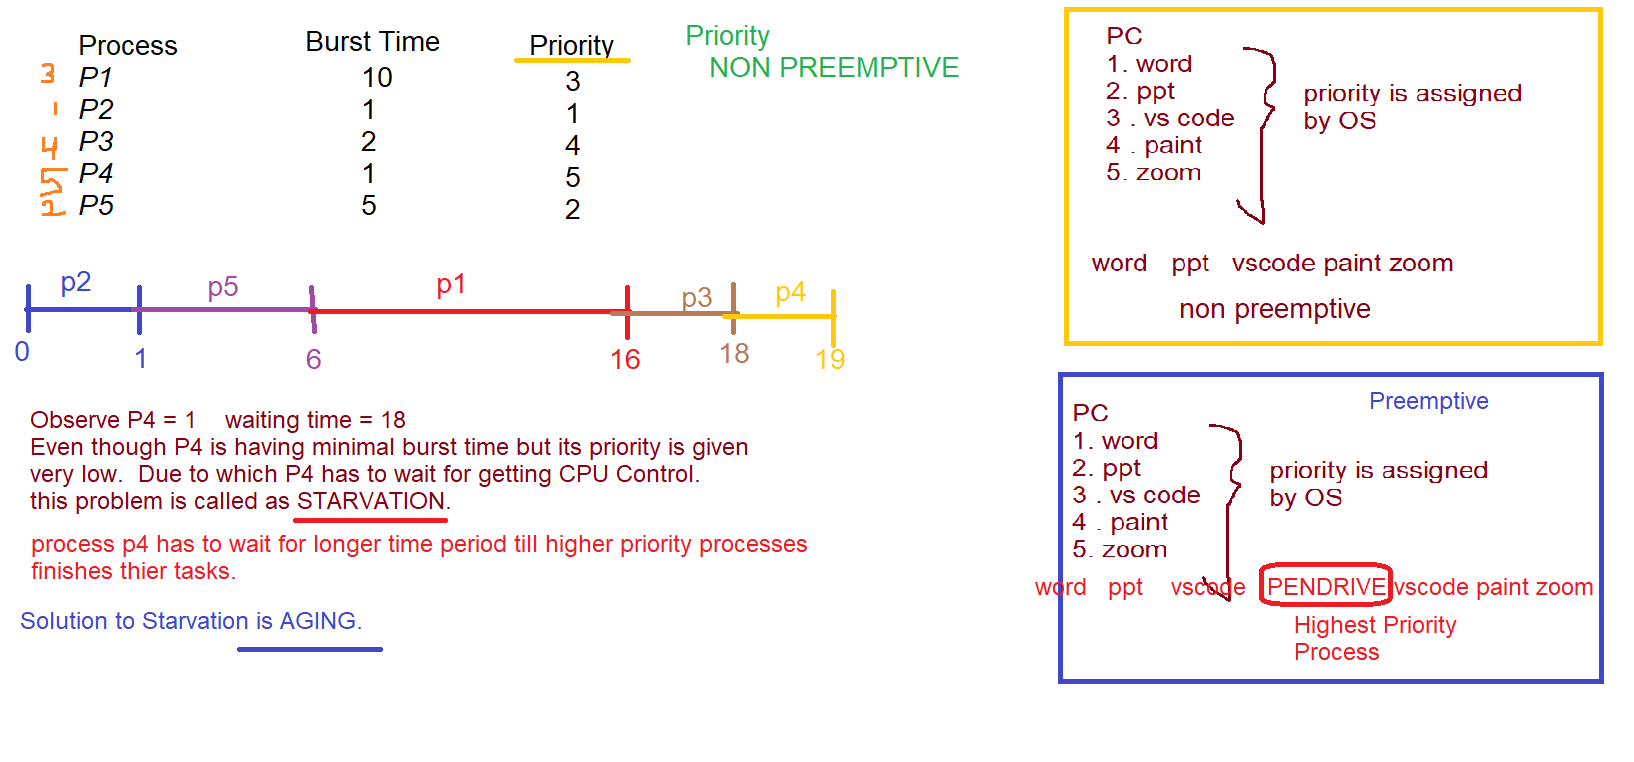 Process Burst Time Priority
3 P1 10 3
1 P2 1 1
4 P3 2 4
5 P4 1 5
2 P5 5 2
Priority
NON PREEMPTIVE
p2 p5 p1 p3 p4
0 1 6 16 18 19
Observe P4 = 1 waiting time = 18
Even though P4 is having minimal burst time but its priority is given
very low. Due to which P4 has to wait for getting CPU Control.
this problem is called as STARVATION.
process p4 has to wait for longer time period till higher priority processes
finishes thier tasks.
Solution to Starvation is AGING.
PC
1. word
2. ppt
3 . vs code
4 . paint
5. zoom
priority is assigned
by OS
word ppt vscode paint zoom
non preemptive
Preemptive
PC
1. word
2. ppt
3 . vs code
4 . paint
5. zoom
priority is assigned
by OS
word ppt vscode PENDRIVE vscode paint zoom
Highest Priority
Process